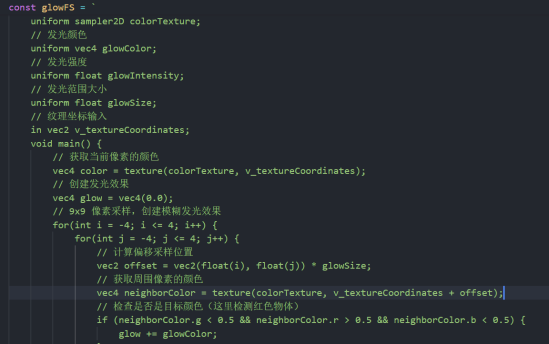 const glowFS = `
uniform sampler2D colorTexture;
// 发光颜色
uniform vec4 glowColor;
// 发光强度
uniform float glowIntensity;
// 发光范围大小
uniform float glowSize;
// 纹理坐标输入
in vec2 v_textureCoordinates;
void main() {
// 获取当前像素的颜色
vec4 color = texture(colorTexture, v_textureCoordinates);
// 创建发光效果
vec4 glow = vec4(0.0);
// 9x9 像素采样，创建模糊发光效果
for(int i = -4; i <= 4; i++) {
for(int j = -4; j <= 4; j++) {
// 计算偏移采样位置
vec2 offset = vec2(float(i), float(j)) * glowSize;
// 获取周围像素的颜色
vec4 neighborColor = texture(colorTexture, v_textureCoordinates + offset);
// 检查是否是目标颜色（这里检测红色物体）
if (neighborColor.g < 0.5 && neighborColor.r > 0.5 && neighborColor.b < 0.5) {
glow += glowColor;